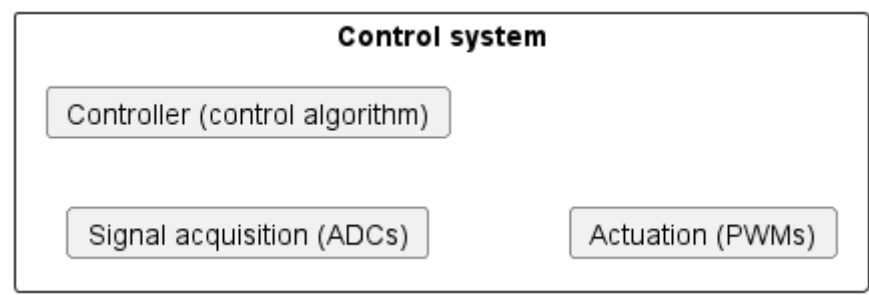 Control system
Controller (control algorithm)
Signal acquisition (ADCs)
Actuation (PWMs)